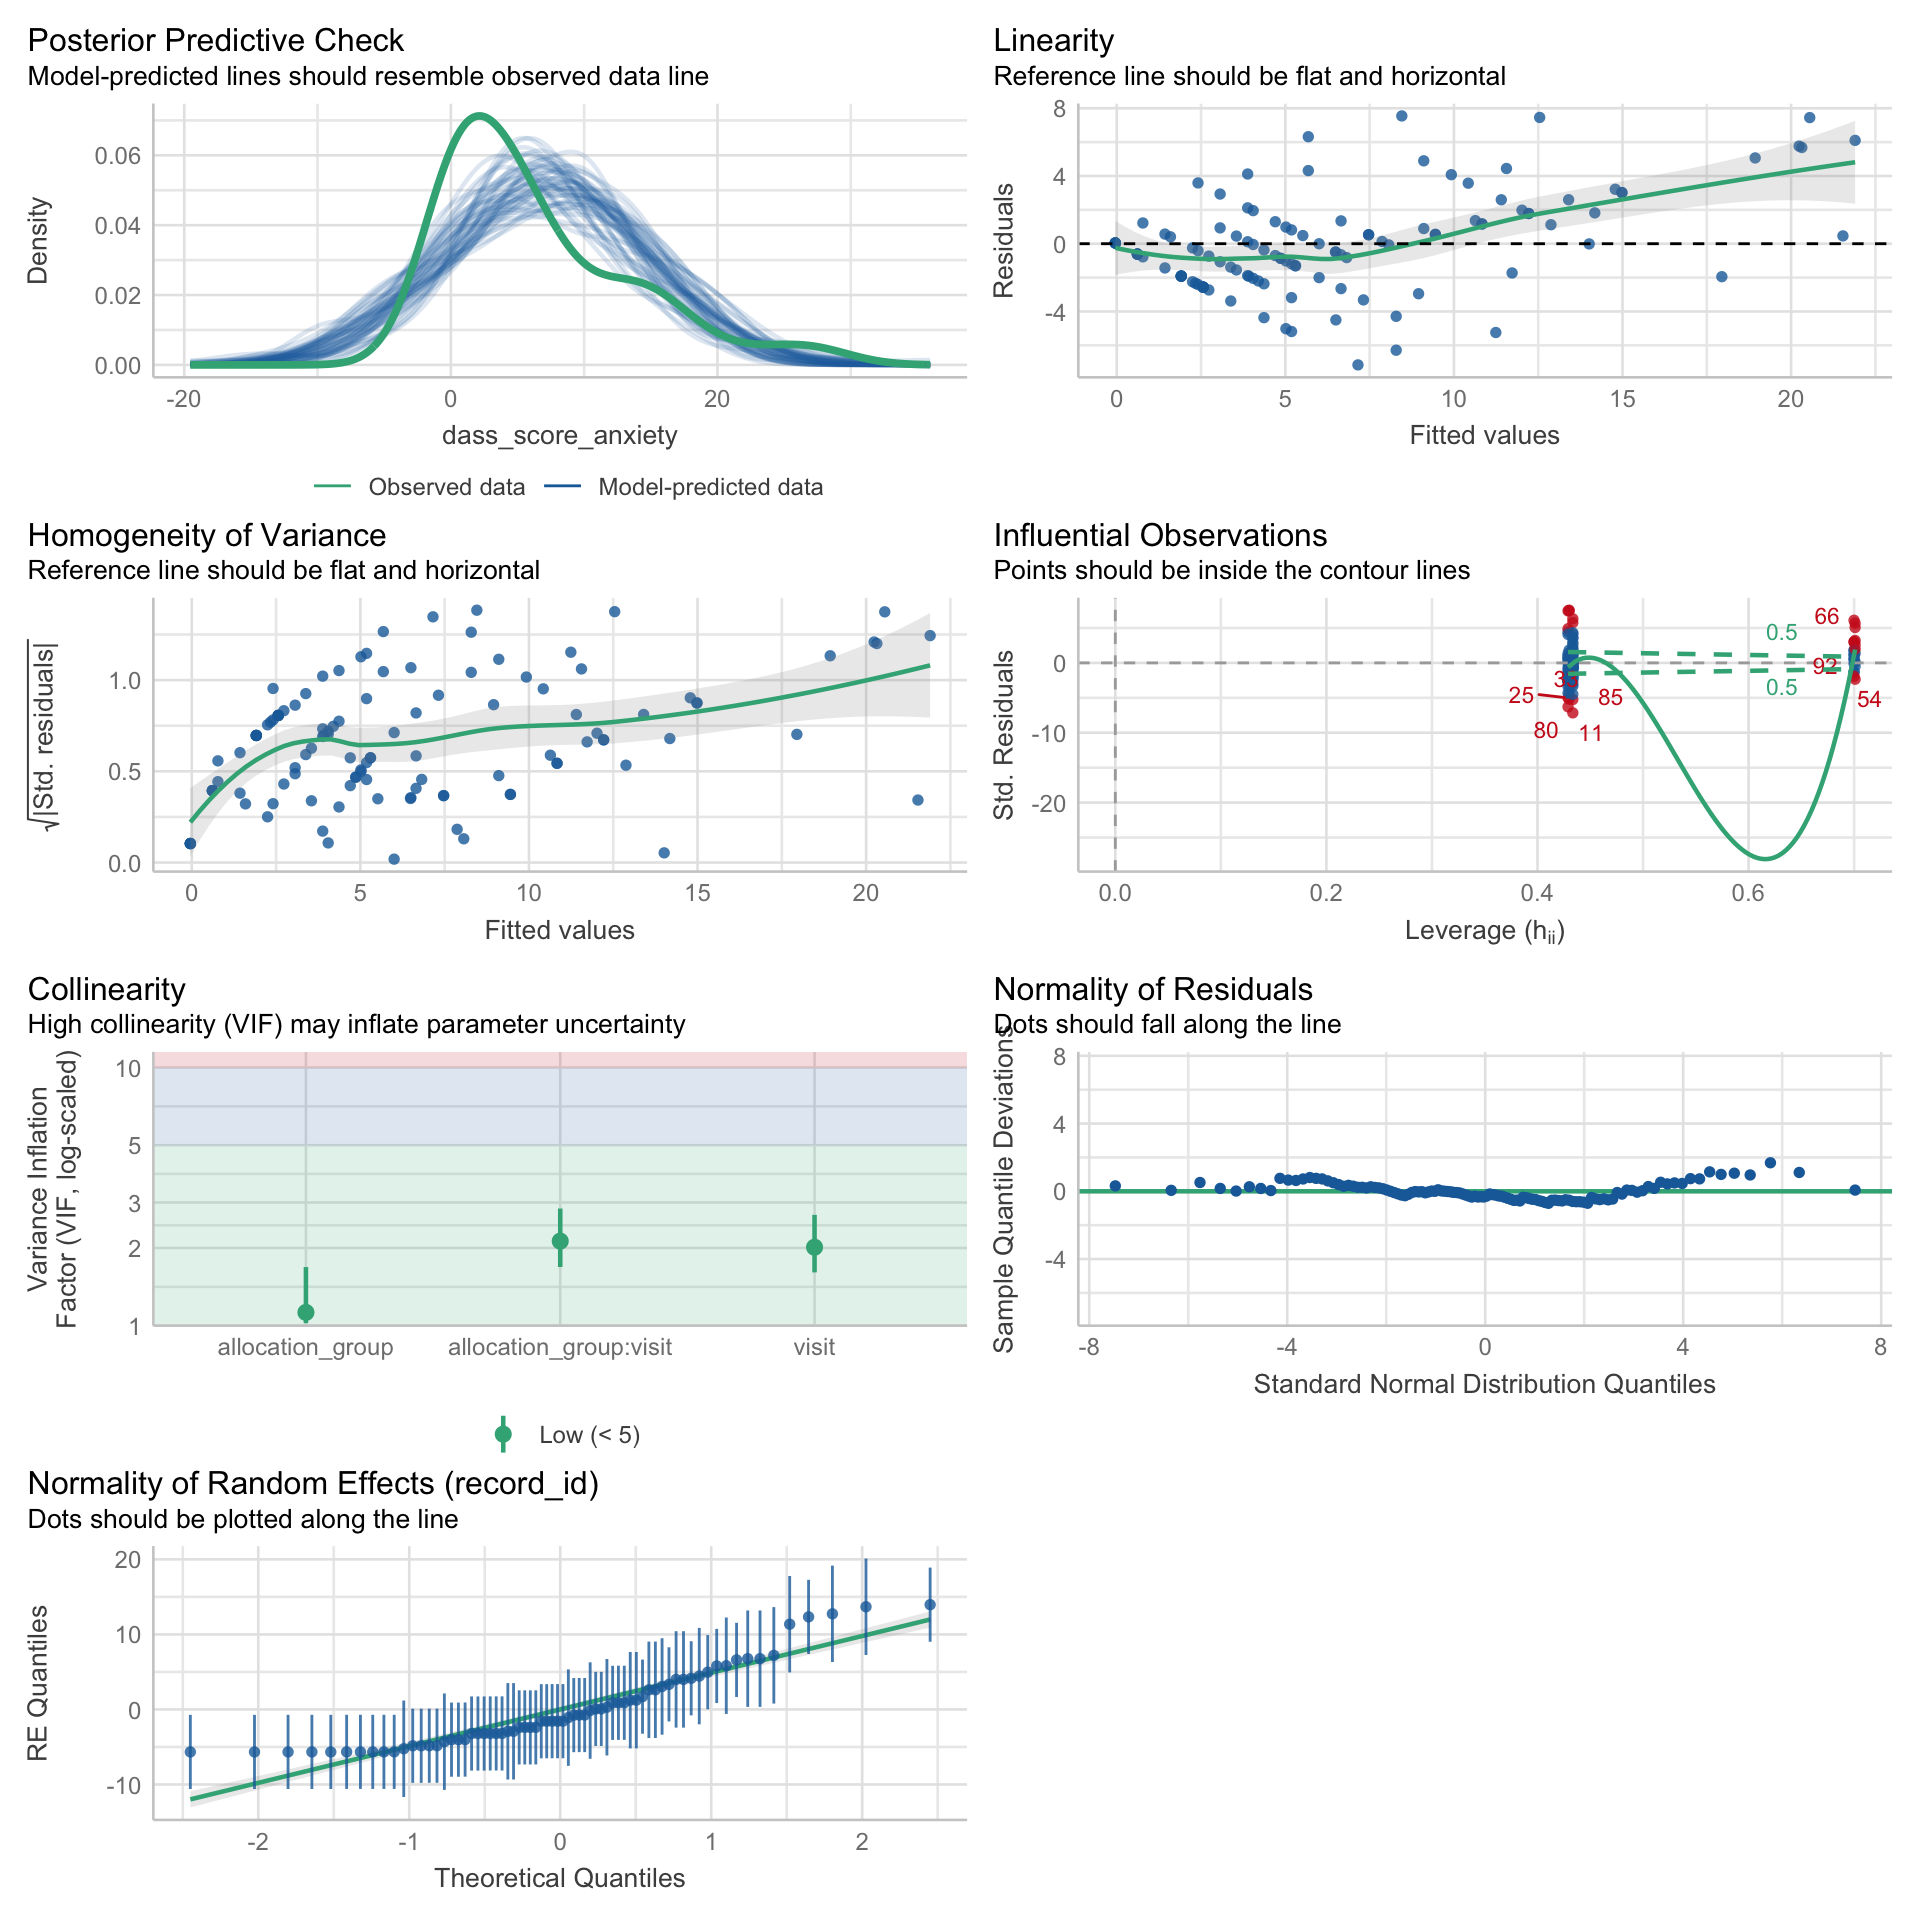 Posterior Predictive Check
Model-predicted lines should resemble observed data line
Density
0.06
0.04
0.02
0.00
-20
0
20
dass_score_anxiety
Observed data
Model-predicted data
Linearity
Reference line should be flat and horizontal
Residuals
8
4
0
-4
0
5
10
15
20
Fitted values
Homogeneity of Variance
Reference line should be flat and horizontal
√|Std. residuals|
1.0
0.5
0.0
0
5
10
15
20
Fitted values
Influential Observations
Points should be inside the contour lines
Std. Residuals
0
-10
-20
66
0.5
92
0.5
54
25
85
80
11
0.0
0.2
0.4
0.6
Leverage (hii)
Collinearity
High collinearity (VIF) may inflate parameter uncertainty
Variance Inflation
Factor (VIF, log-scaled)
10
5
3
2
1
allocation_group
allocation_group:visit
visit
Low (< 5)
Normality of Residuals
Dots should fall along the line
Sample Quantile Deviations
8
4
0
-4
-8
-4
0
4
8
Standard Normal Distribution Quantiles
Normality of Random Effects (record_id)
Dots should be plotted along the line
RE Quantiles
20
10
0
-10
-2
-1
0
1
2
Theoretical Quantiles